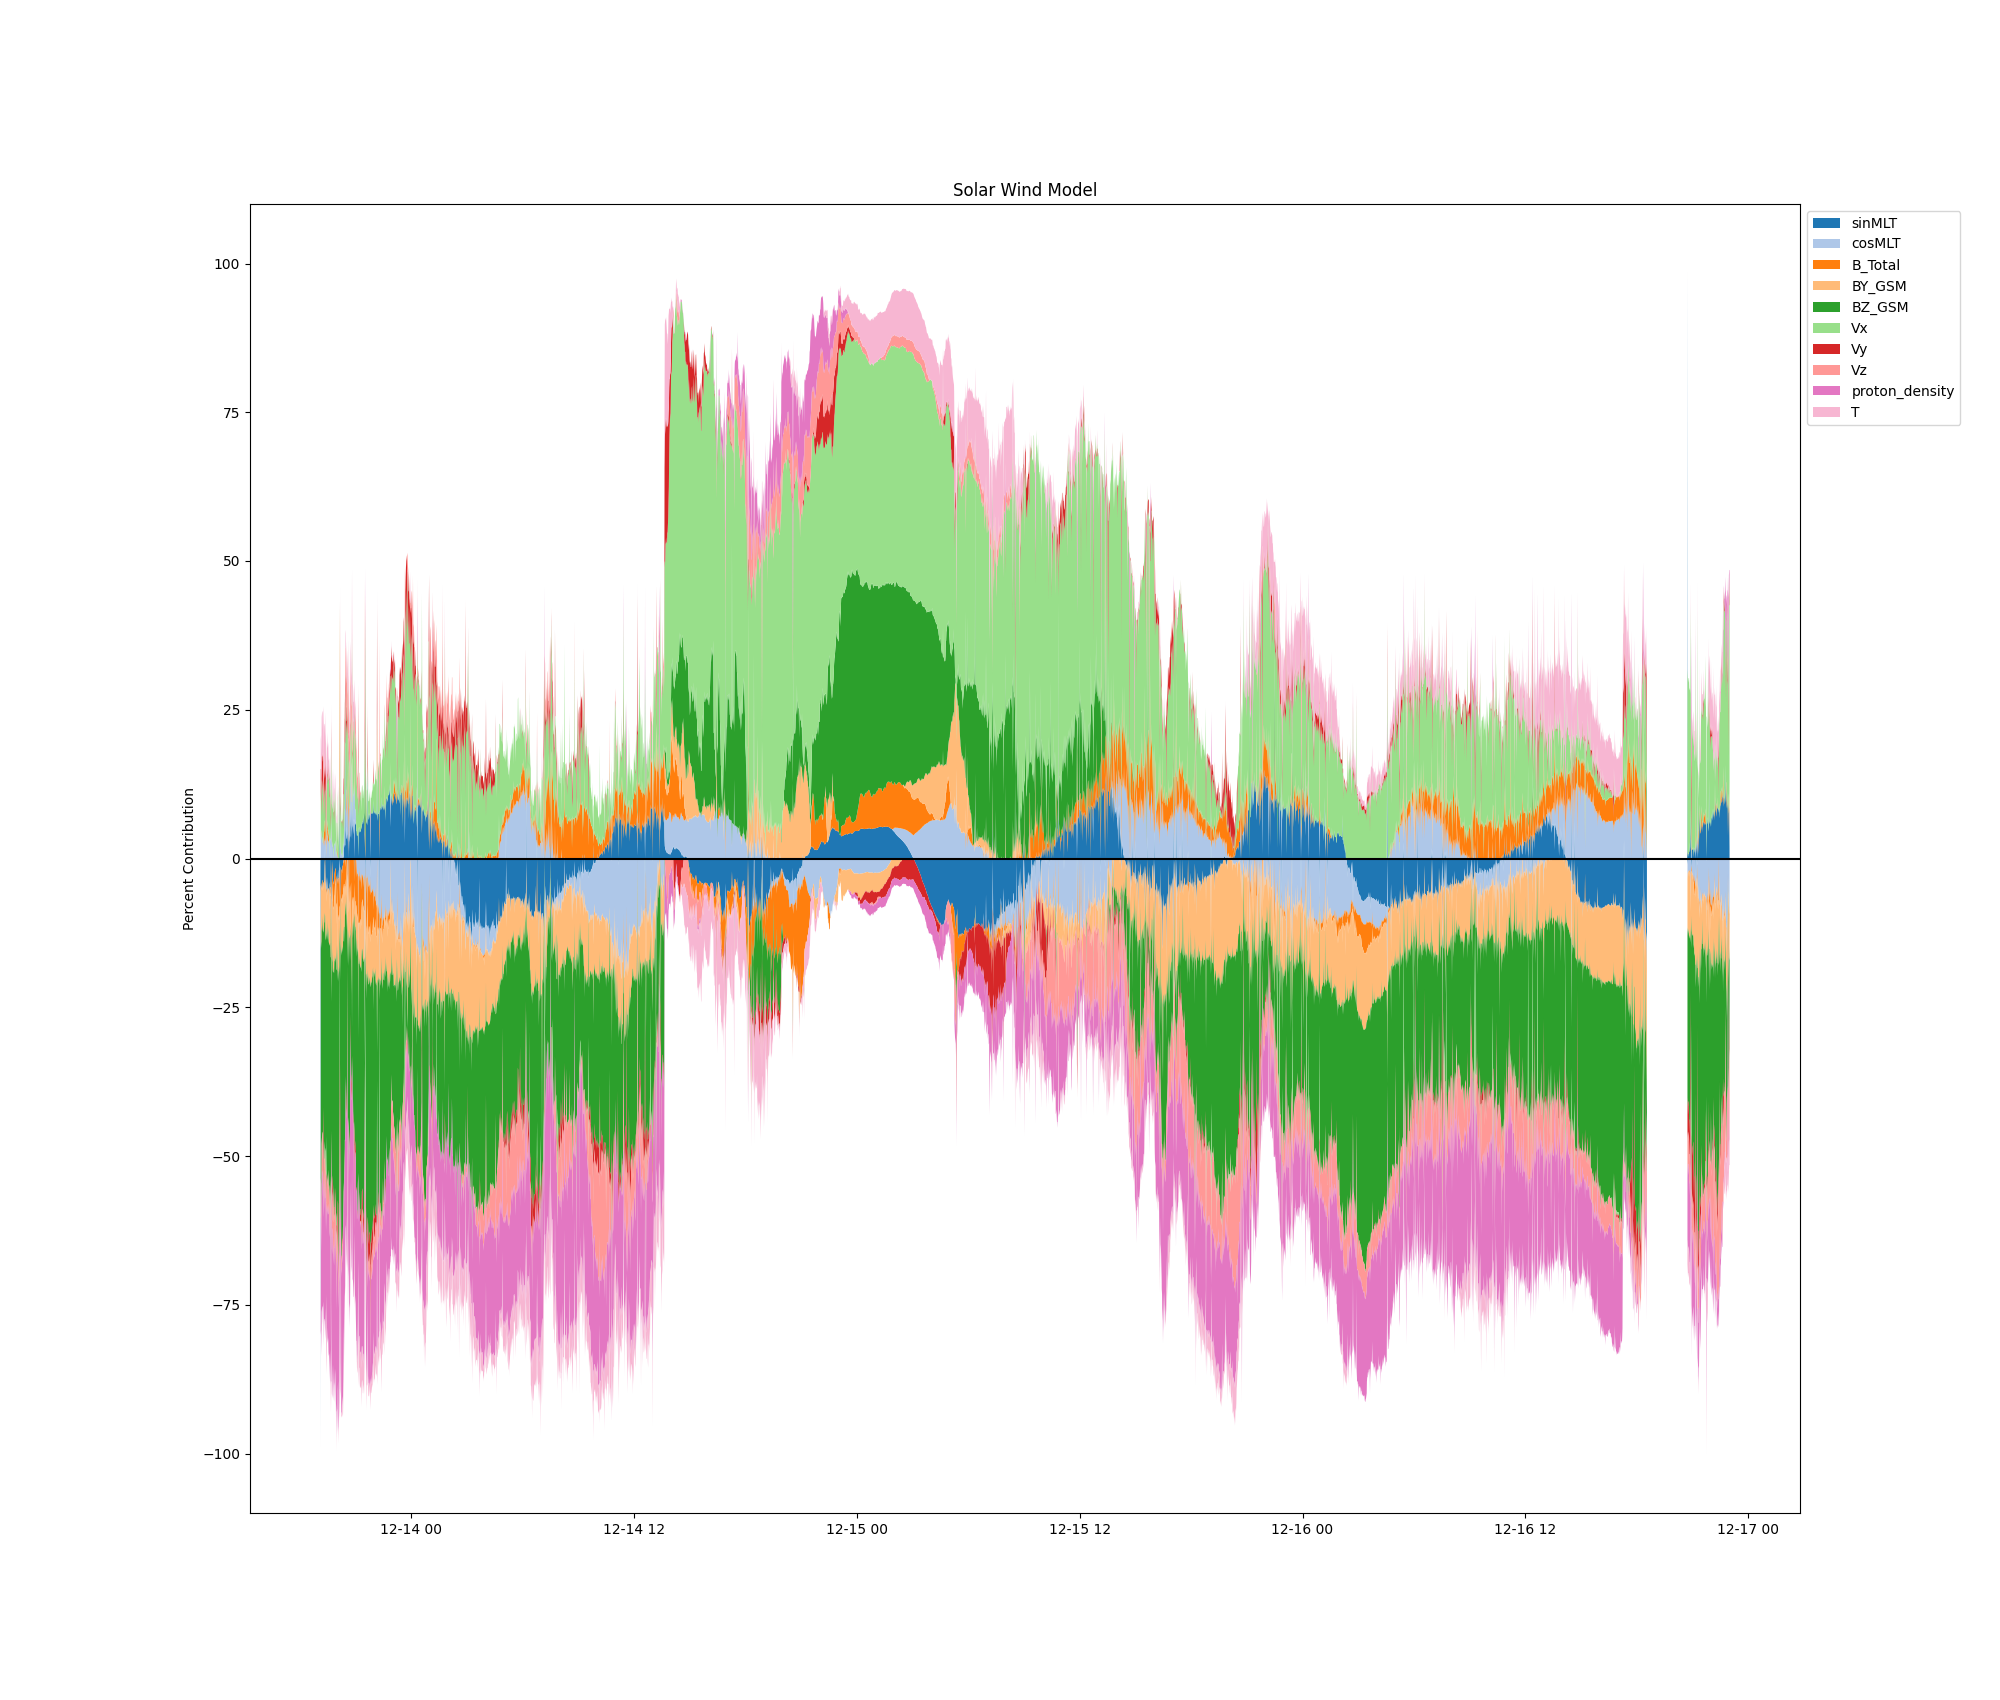 Solar Wind Model
sinMLT
cosMLT
B_Total
BY_GSM
BZ_GSM
Vx
Vy
Vz
proton_density
T
Percent Contribution
100
75
50
25
0
−25
−50
−75
−100
12-14 00
12-14 12
12-15 00
12-15 12
12-16 00
12-16 12
12-17 00